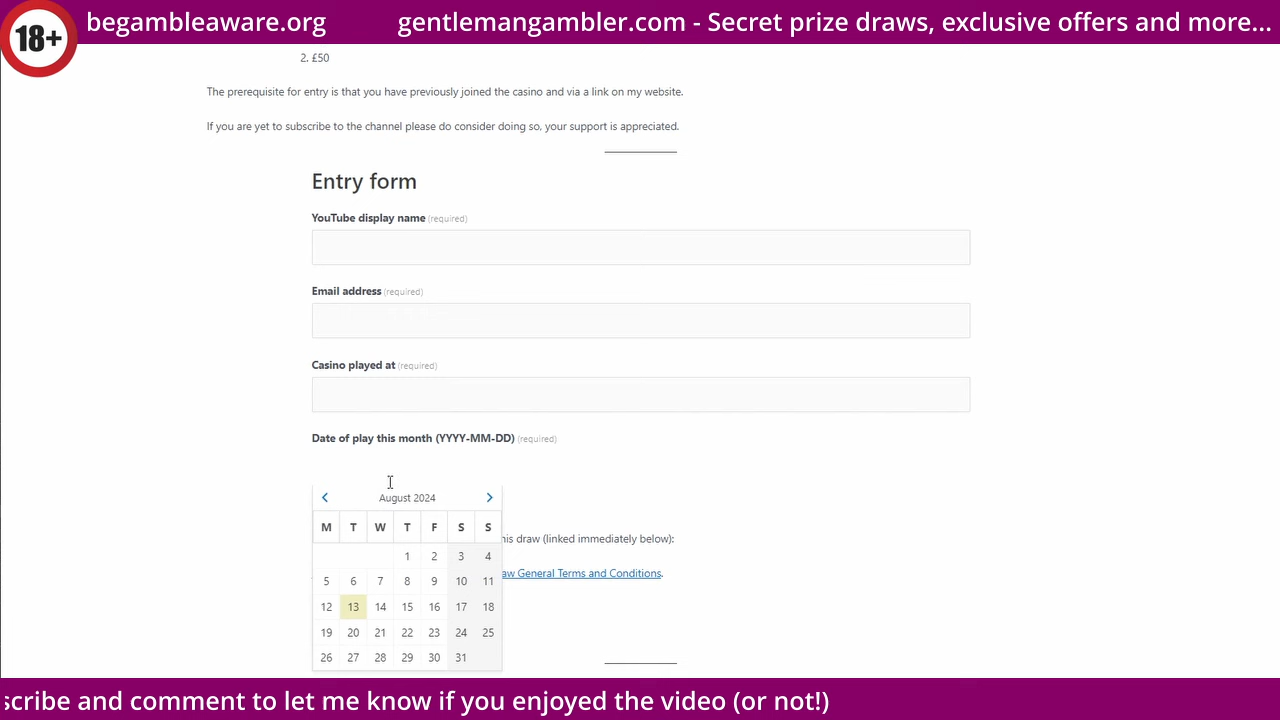 18+
begambleaware.org
gentlemangambler.com - Secret prize draws, exclusive offers and more...
2. £50
The prerequisite for entry is that you have previously joined the casino and via a link on my website.
If you are yet to subscribe to the channel please do consider doing so, your support is appreciated.
Entry form
YouTube display name (required)
Email address (required)
Casino played at (required)
Date of play this month (YYYY-MM-DD) (required)
August 2024
M T W T F S S
1 2 3 4
5 6 7 8 9 10 11
12 13 14 15 16 17 18
19 20 21 22 23 24 25
26 27 28 29 30 31
his draw (linked immediately below):
aw General Terms and Conditions.
scribe and comment to let me know if you enjoyed the video (or not!)